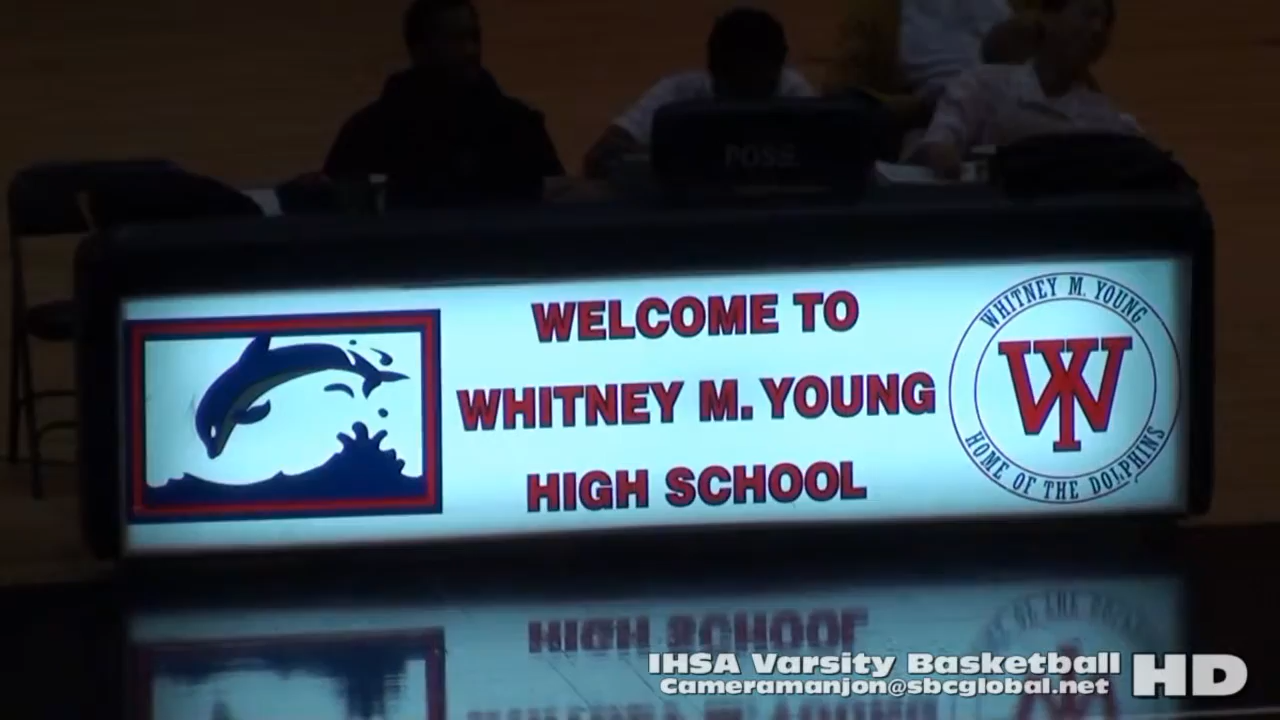 POSE
WELCOME TO
WHITNEY M. YOUNG
HIGH SCHOOL
WHITNEY M. YOUNG
WY
HOME OF THE DOLPHINS
HIGH SCHOOL
IHSA Varsity Basketball HD
Cameramanjon@sbcglobal.net